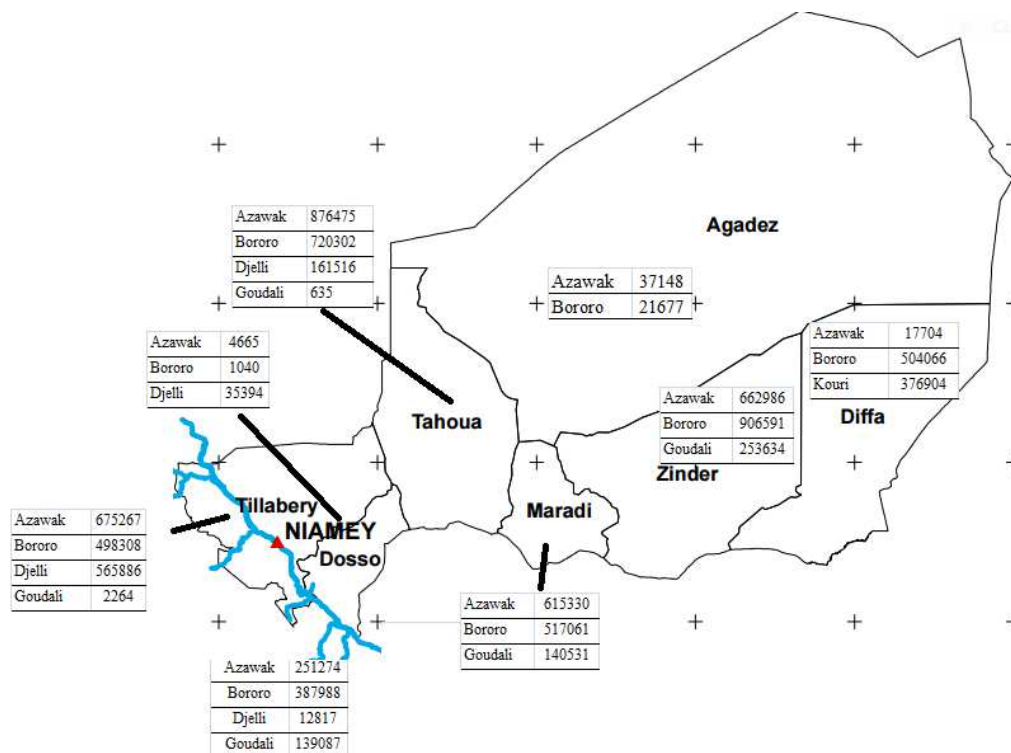 Agadez
Azawak 876475
Bororo 720302
Djelli 161516
Goudali 635
Azawak 37148
Bororo 21677
Azawak 4665
Bororo 1040
Djelli 35394
Azawak 17704
Bororo 504066
Kouri 376904
Azawak 662986
Bororo 906591
Goudali 253634
Tahoua
Diffa
Zinder
Tillabery
Maradi
NIAMEY
Dosso
Azawak 675267
Bororo 498308
Djelli 565886
Goudali 2264
Azawak 615330
Bororo 517061
Goudali 140531
Azawak 251274
Bororo 387988
Djelli 12817
Goudali 139087